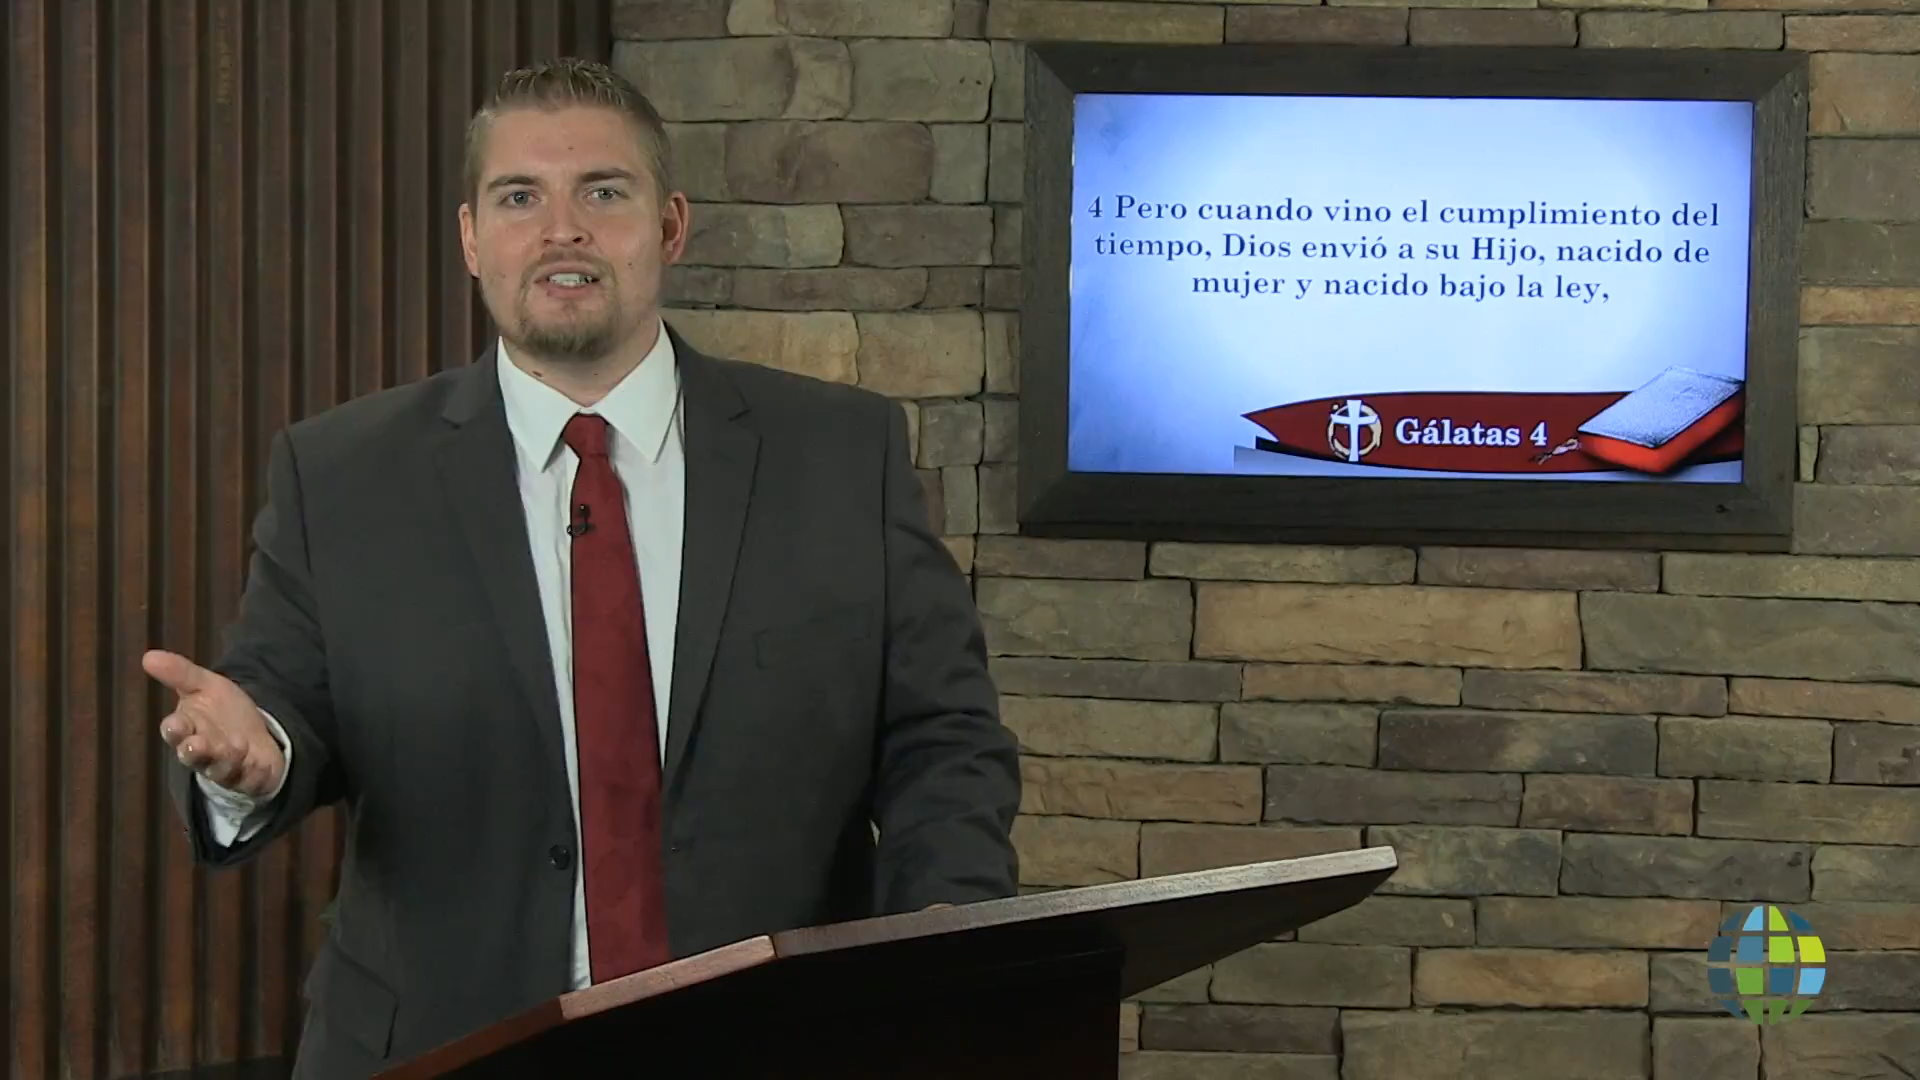 4 Pero cuando vino el cumplimiento del
tiempo, Dios envió a su Hijo, nacido de
mujer y nacido bajo la ley,
Gálatas 4